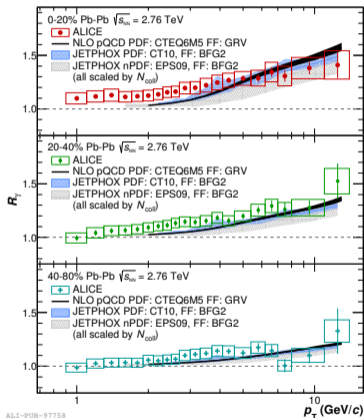 0-20% Pb-Pb √sNN = 2.76 TeV
ALICE
NLO pQCD PDF: CTEQ6M5 FF: GRV
JETPHOX PDF: CT10, FF: BFG2
JETPHOX nPDF: EPS09, FF: BFG2
(all scaled by Ncoll)
1.5
1.0
20-40% Pb-Pb √sNN = 2.76 TeV
ALICE
NLO pQCD PDF: CTEQ6M5 FF: GRV
JETPHOX PDF: CT10, FF: BFG2
JETPHOX nPDF: EPS09, FF: BFG2
(all scaled by Ncoll)
Rγ
1.5
1.0
40-80% Pb-Pb √sNN = 2.76 TeV
ALICE
NLO pQCD PDF: CTEQ6M5 FF: GRV
JETPHOX PDF: CT10, FF: BFG2
JETPHOX nPDF: EPS09, FF: BFG2
(all scaled by Ncoll)
1.5
1.0
1
10
pT (GeV/c)
ALI-PUB-97758